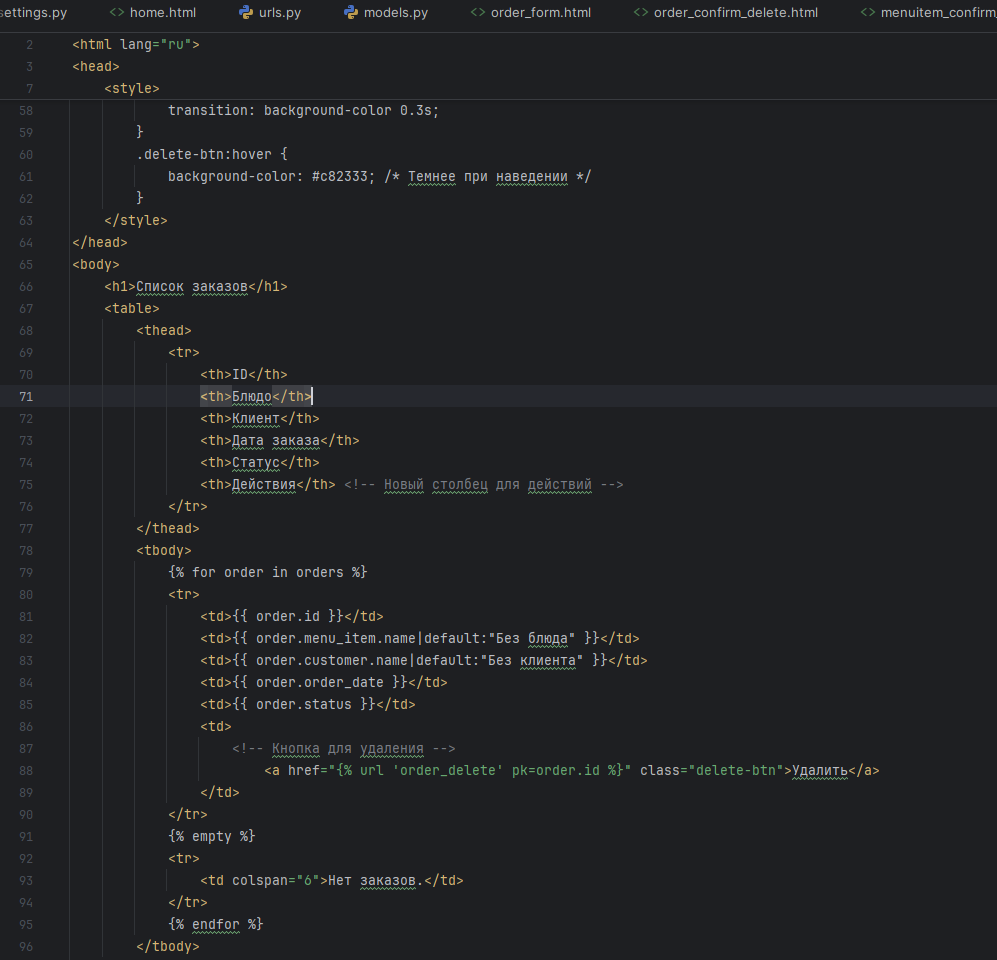 ettings.py home.html urls.py models.py order_form.html order_confirm_delete.html menuitem_confirm_
2 <html lang="ru">
3 <head>
7 <style>
58 transition: background-color 0.3s;
59 }
60 .delete-btn:hover {
61 background-color: #c82333; /* Темнее при наведении */
62 }
63 </style>
64 </head>
65 <body>
66 <h1>Список заказов</h1>
67 <table>
68 <thead>
69 <tr>
70 <th>ID</th>
71 <th>Блюдо</th>
72 <th>Клиент</th>
73 <th>Дата заказа</th>
74 <th>Статус</th>
75 <th>Действия</th> <!-- Новый столбец для действий -->
76 </tr>
77 </thead>
78 <tbody>
79 {% for order in orders %}
80 <tr>
81 <td>{{ order.id }}</td>
82 <td>{{ order.menu_item.name|default:"Без блюда" }}</td>
83 <td>{{ order.customer.name|default:"Без клиента" }}</td>
84 <td>{{ order.order_date }}</td>
85 <td>{{ order.status }}</td>
86 <td>
87 <!-- Кнопка для удаления -->
88 <a href="{% url 'order_delete' pk=order.id %}" class="delete-btn">Удалить</a>
89 </td>
90 </tr>
91 {% empty %}
92 <tr>
93 <td colspan="6">Нет заказов.</td>
94 </tr>
95 {% endfor %}
96 </tbody>